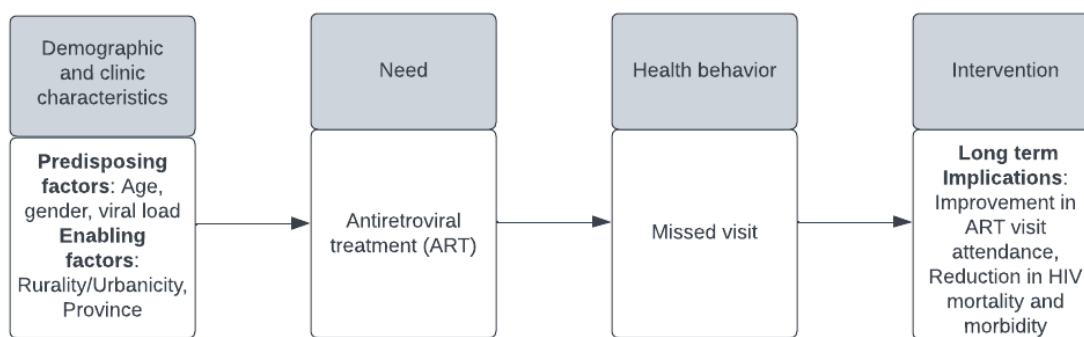 Demographic
and clinic
characteristics
Need
Health behavior
Intervention
Predisposing
factors: Age,
gender, viral load
Enabling
factors:
Rurality/Urbanicity,
Province
Antiretroviral
treatment (ART)
Missed visit
Long term
Implications:
Improvement in
ART visit
attendance,
Reduction in HIV
mortality and
morbidity